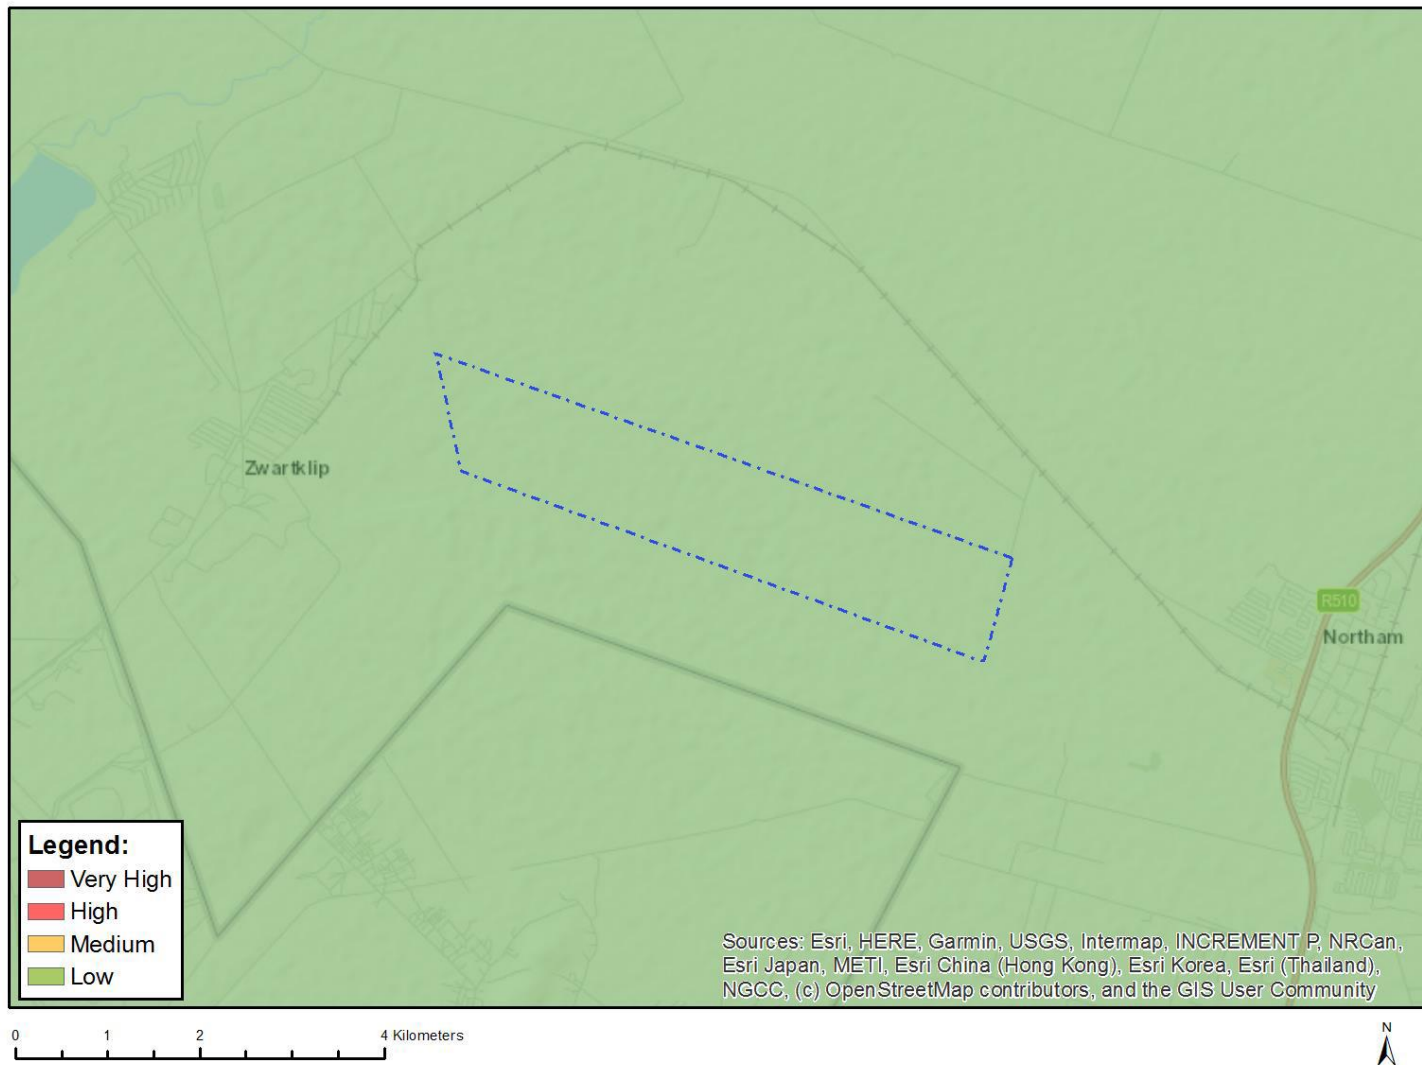 Zwartklip
R510
Northam
Legend:
Very High
High
Medium
Low
Sources: Esri, HERE, Garmin, USGS, Intermap, INCREMENT P, NRCan,
Esri Japan, METI, Esri China (Hong Kong), Esri Korea, Esri (Thailand),
NGCC, (c) OpenStreetMap contributors, and the GIS User Community
0 1 2 4 Kilometers
N